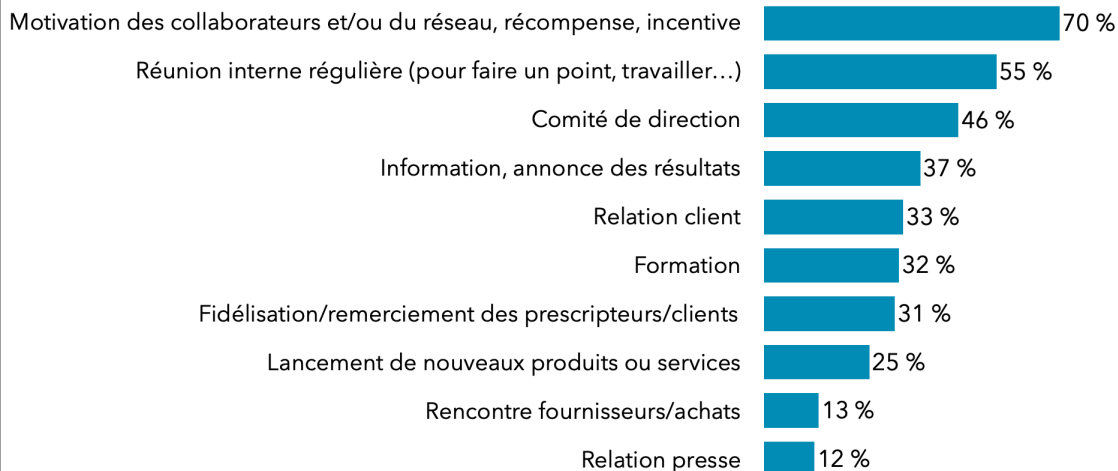 Motivation des collaborateurs et/ou du réseau, récompense, incentive 70 %
Réunion interne régulière (pour faire un point, travailler…) 55 %
Comité de direction 46 %
Information, annonce des résultats 37 %
Relation client 33 %
Formation 32 %
Fidélisation/remerciement des prescripteurs/clients 31 %
Lancement de nouveaux produits ou services 25 %
Rencontre fournisseurs/achats 13 %
Relation presse 12 %